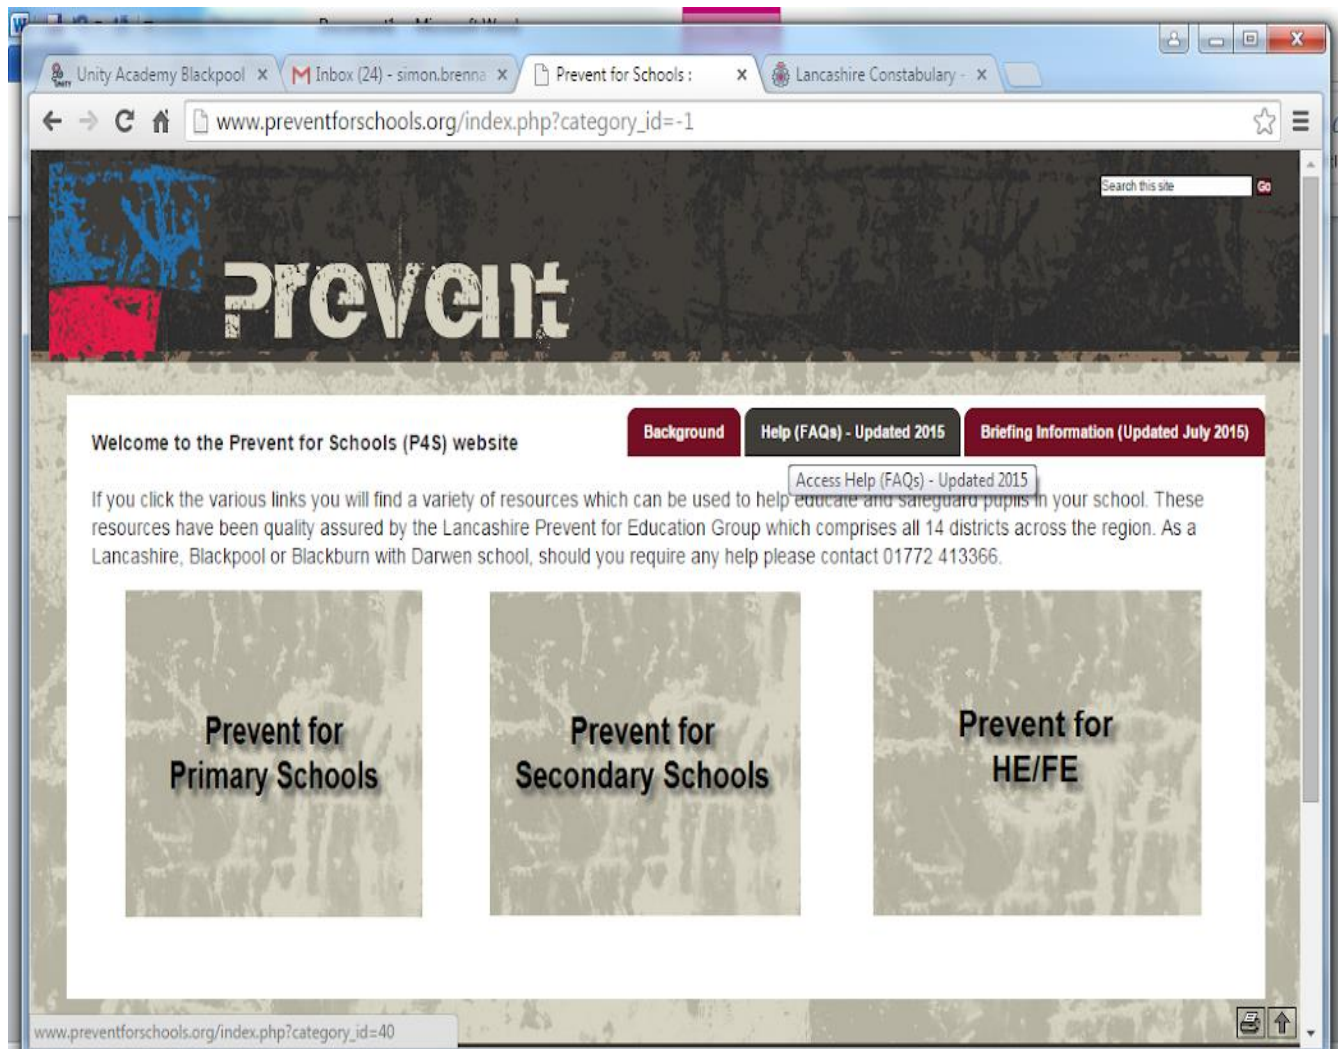 Unity Academy Blackpool
Inbox (24) - simon.brenna
Prevent for Schools :
Lancashire Constabulary -
www.preventforschools.org/index.php?category_id=-1
Search this site
Go
Prevent
Background
Help (FAQs) - Updated 2015
Briefing Information (Updated July 2015)
Welcome to the Prevent for Schools (P4S) website
Access Help (FAQs) - Updated 2015
If you click the various links you will find a variety of resources which can be used to help educate and safeguard pupils in your school. These
resources have been quality assured by the Lancashire Prevent for Education Group which comprises all 14 districts across the region. As a
Lancashire, Blackpool or Blackburn with Darwen school, should you require any help please contact 01772 413366.
Prevent for
Primary Schools
Prevent for
Secondary Schools
Prevent for
HE/FE
www.preventforschools.org/index.php?category_id=40